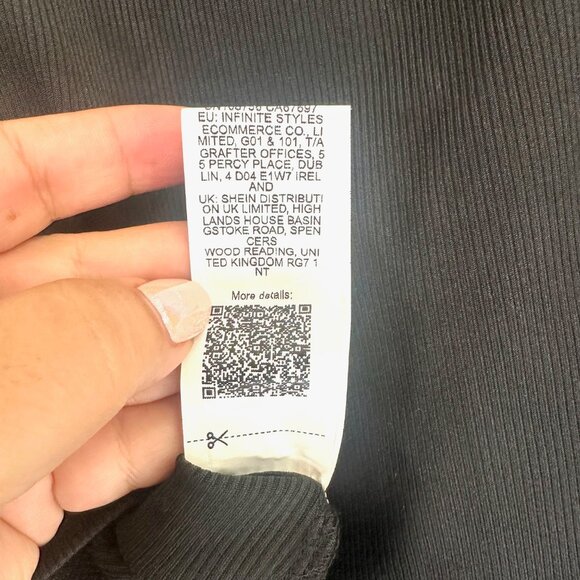 EU: INFINITE STYLES
ECOMMERCE CO., LI
MITED, G01 & 101, T/A
GRAFTER OFFICES, 5
5 PERCY PLACE, DUB
LIN, 4 D04 E1W7 IREL
AND
UK: SHEIN DISTRIBUTI
ON UK LIMITED, HIGH
LANDS HOUSE BASIN
GSTOKE ROAD, SPEN
CERS
WOOD READING, UNI
TED KINGDOM RG7 1
NT
More details: